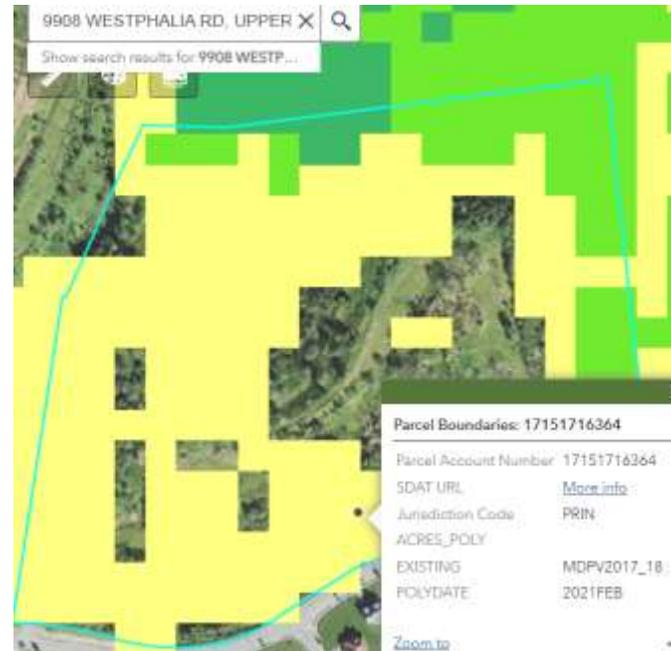 9908 WESTPHALIA RD, UPPER
Show search results for 9908 WESTP...
Parcel Boundaries: 17151716364
Parcel Account Number 17151716364
SDAT URL More info
Jurisdiction Code PRIN
ACRES_POLY
EXISTING MDPV2017_18
POLYDATE 2021FEB
Zoom to